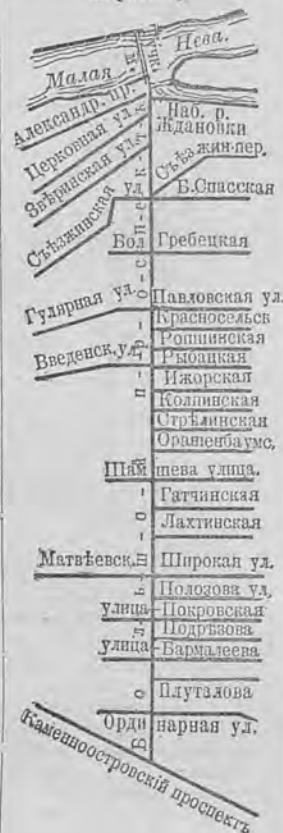 Нева.
Тучк. м.
Малая
Александр. пр.
Наб. р.
Ждановки
Церковная ул.
Звѣринская ул.
Съѣзжин. пер.
Съѣзжинская ул.
Б. Спасская
Бол Гребецкая
Гулярная ул.
Павловская ул.
Красносельск
Ропшинская
Введенск. ул.
Рыбацкая
Ижорская
Колпинская
Стрѣлинская
Ораніенбаумс.
Шамшева улица.
Гатчинская
Лахтинская
Матвѣевск. Широкая ул.
Полозова ул.
улица Покровская
Подрѣзова
улица Бармалеева
Плуталова
Ординарная ул.
Каменноостровскій проспектъ